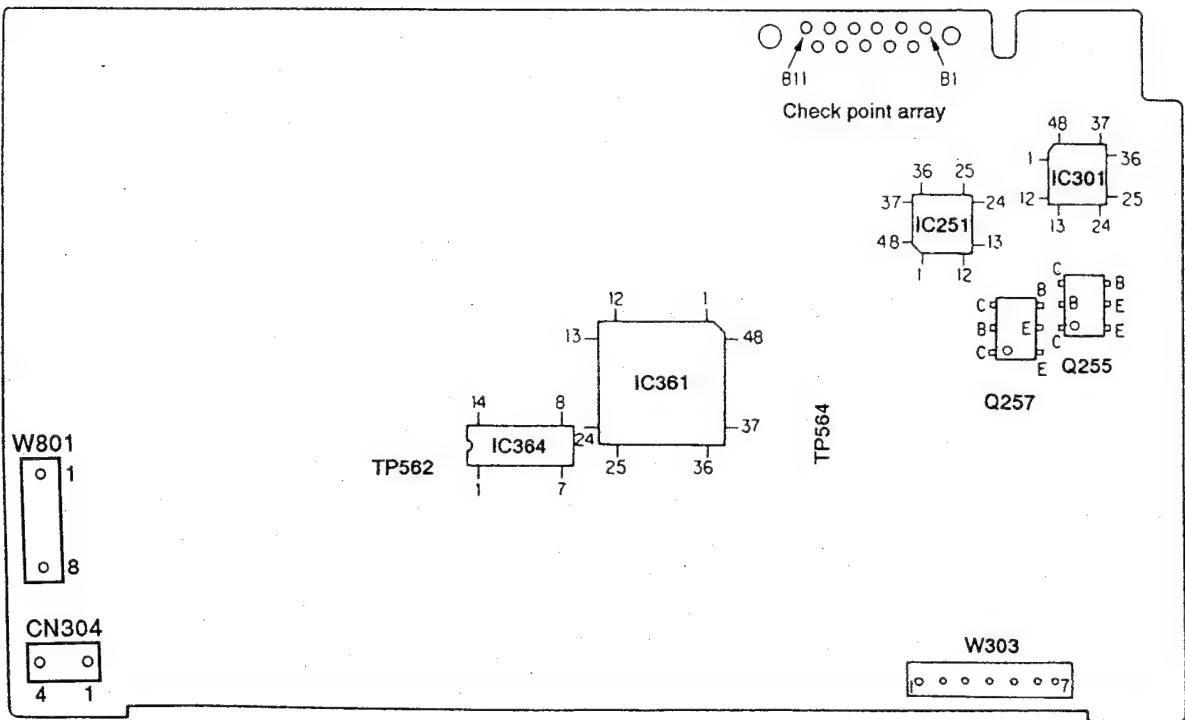 B11 B1
Check point array
48 37
1 36
IC301
12 25
13 24
36 25
37 24
IC251
48 13
1 12
C B
B E
C E
Q255
C B
B E
C E
Q257
12 1
13 48
IC361
24 37
25 36
14 8
IC364
1 7
TP562
TP564
W801
1
8
CN304
4 1
W303
1 7